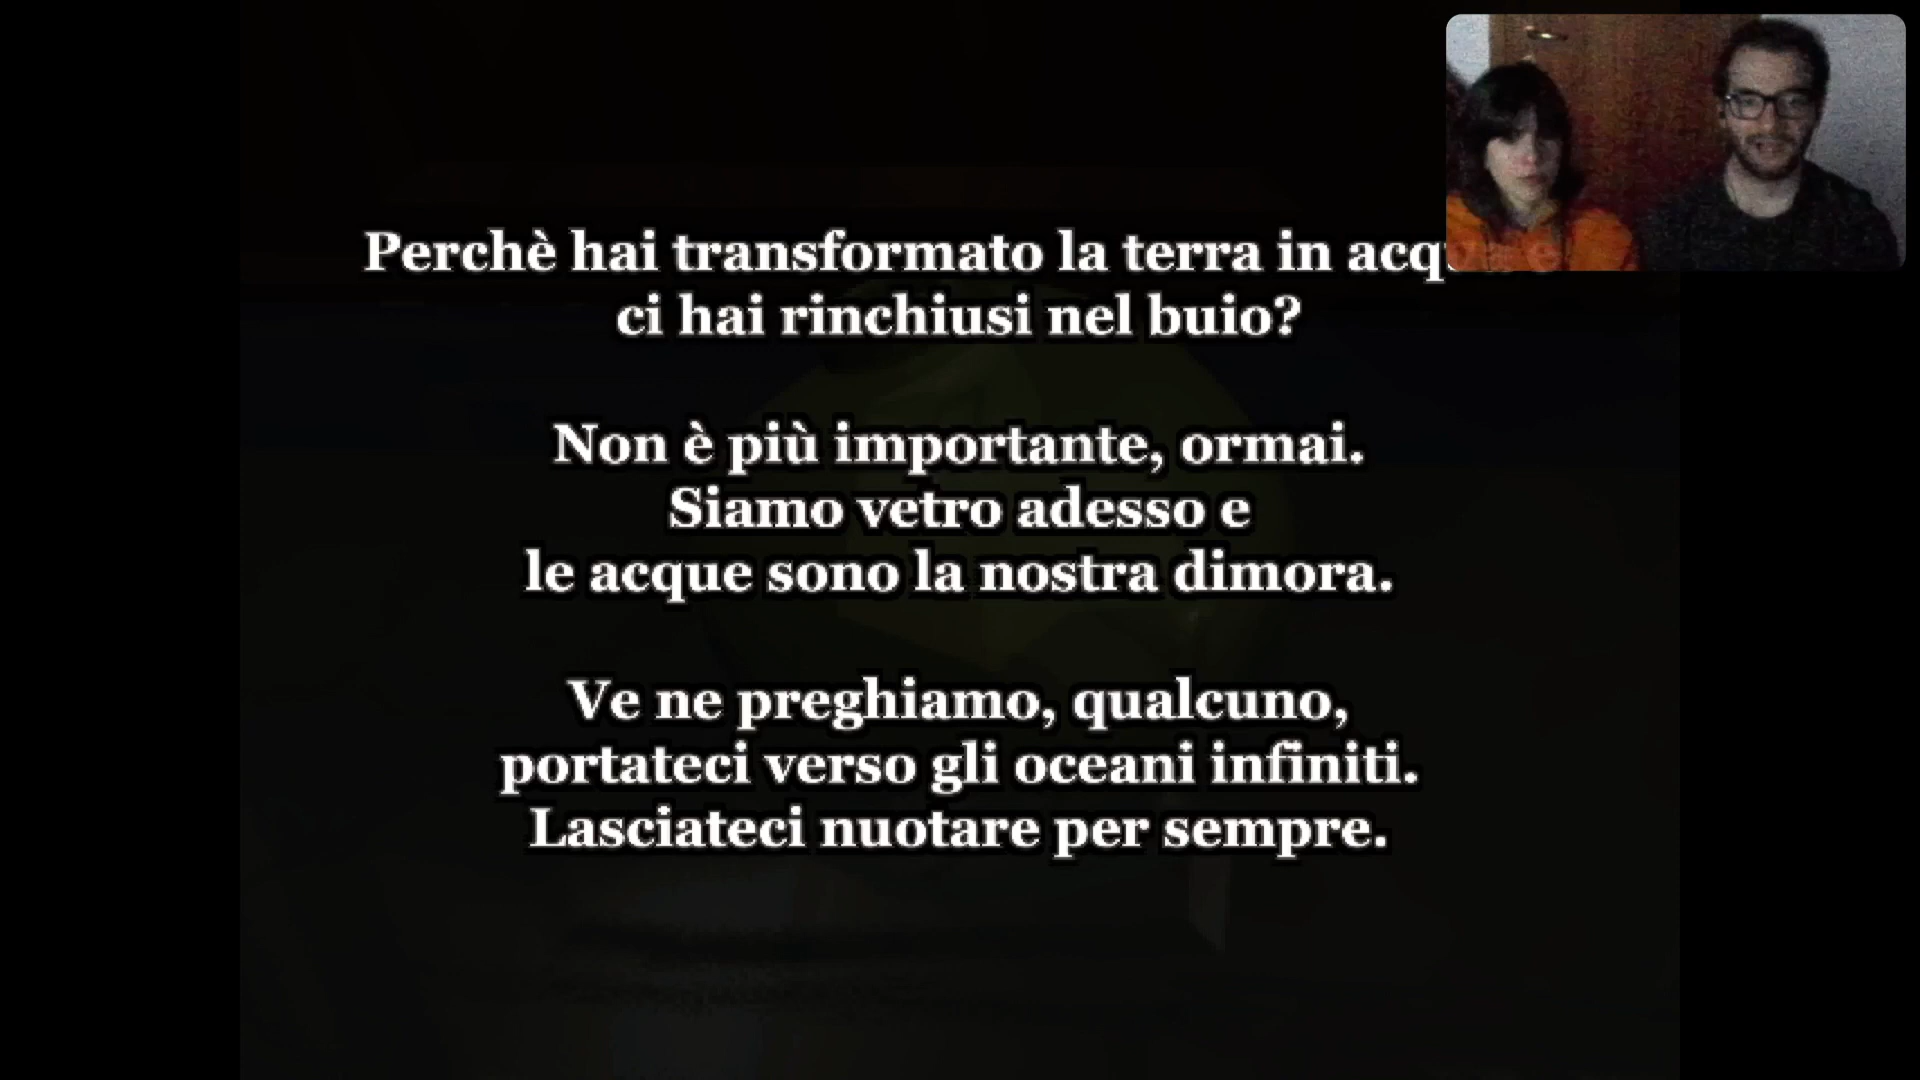 Perchè hai transformato la terra in acqua e
ci hai rinchiusi nel buio?
Non è più importante, ormai.
Siamo vetro adesso e
le acque sono la nostra dimora.
Ve ne preghiamo, qualcuno,
portateci verso gli oceani infiniti.
Lasciateci nuotare per sempre.